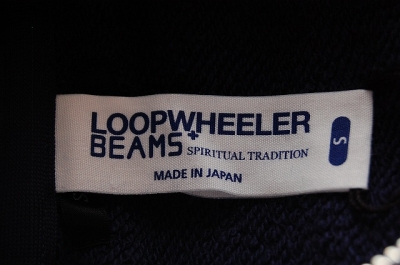 LOOPWHEELER
BEAMS+ SPIRITUAL TRADITION
MADE IN JAPAN
S